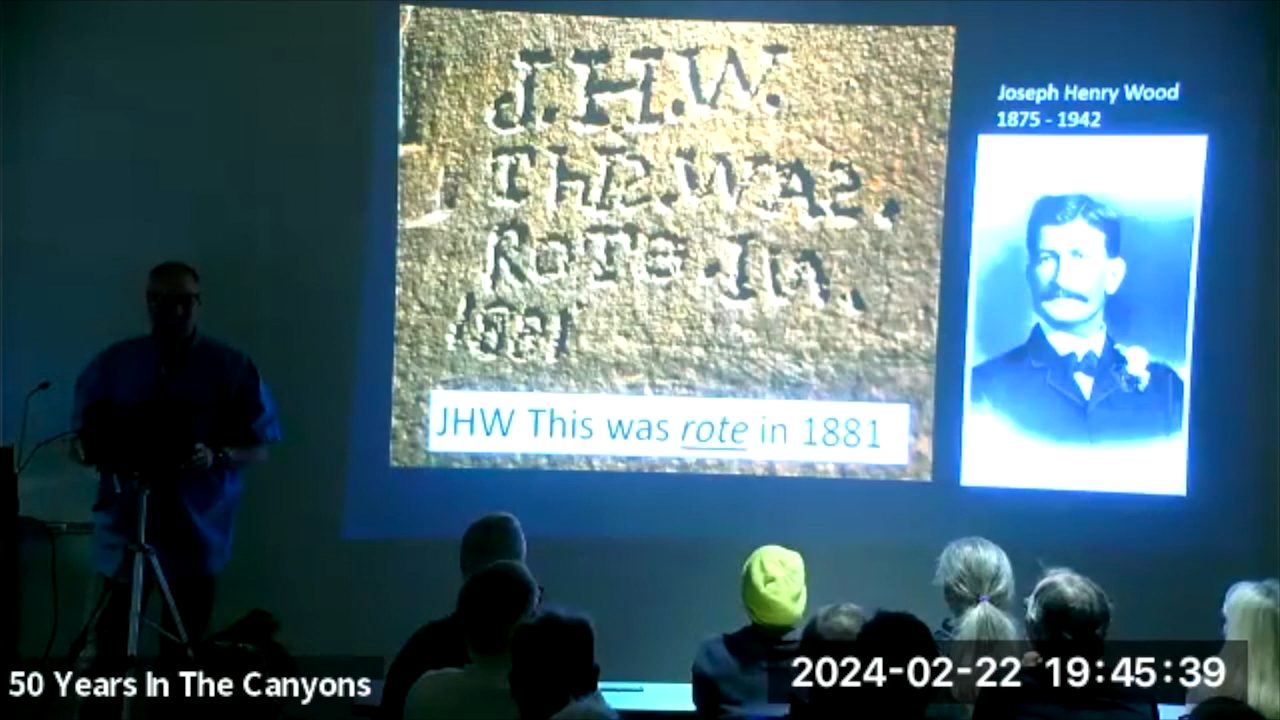 J.H.W.
THIS.WAS.
ROTE.In.
1881
JHW This was rote in 1881
Joseph Henry Wood
1875 - 1942
50 Years In The Canyons
2024-02-22 19:45:39